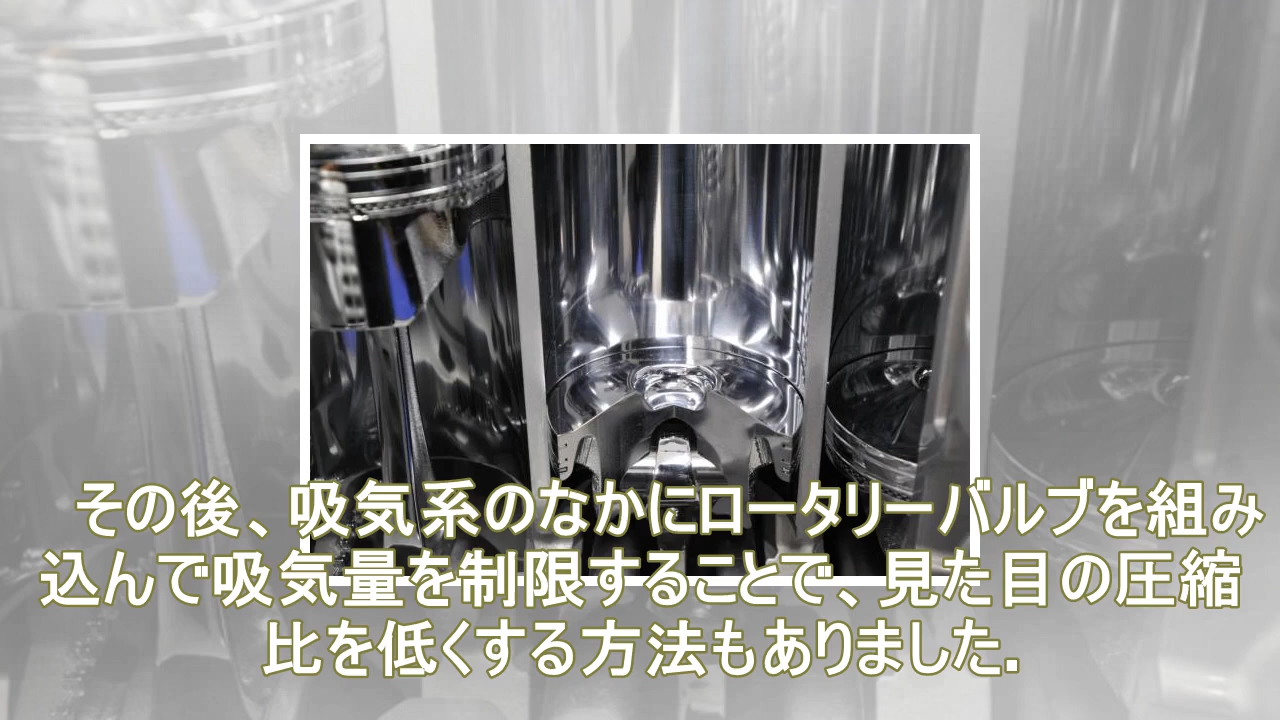 その後、吸気系のなかにロータリーバルブを組み
込んで吸気量を制限することで、見た目の圧縮
比を低くする方法もありました.